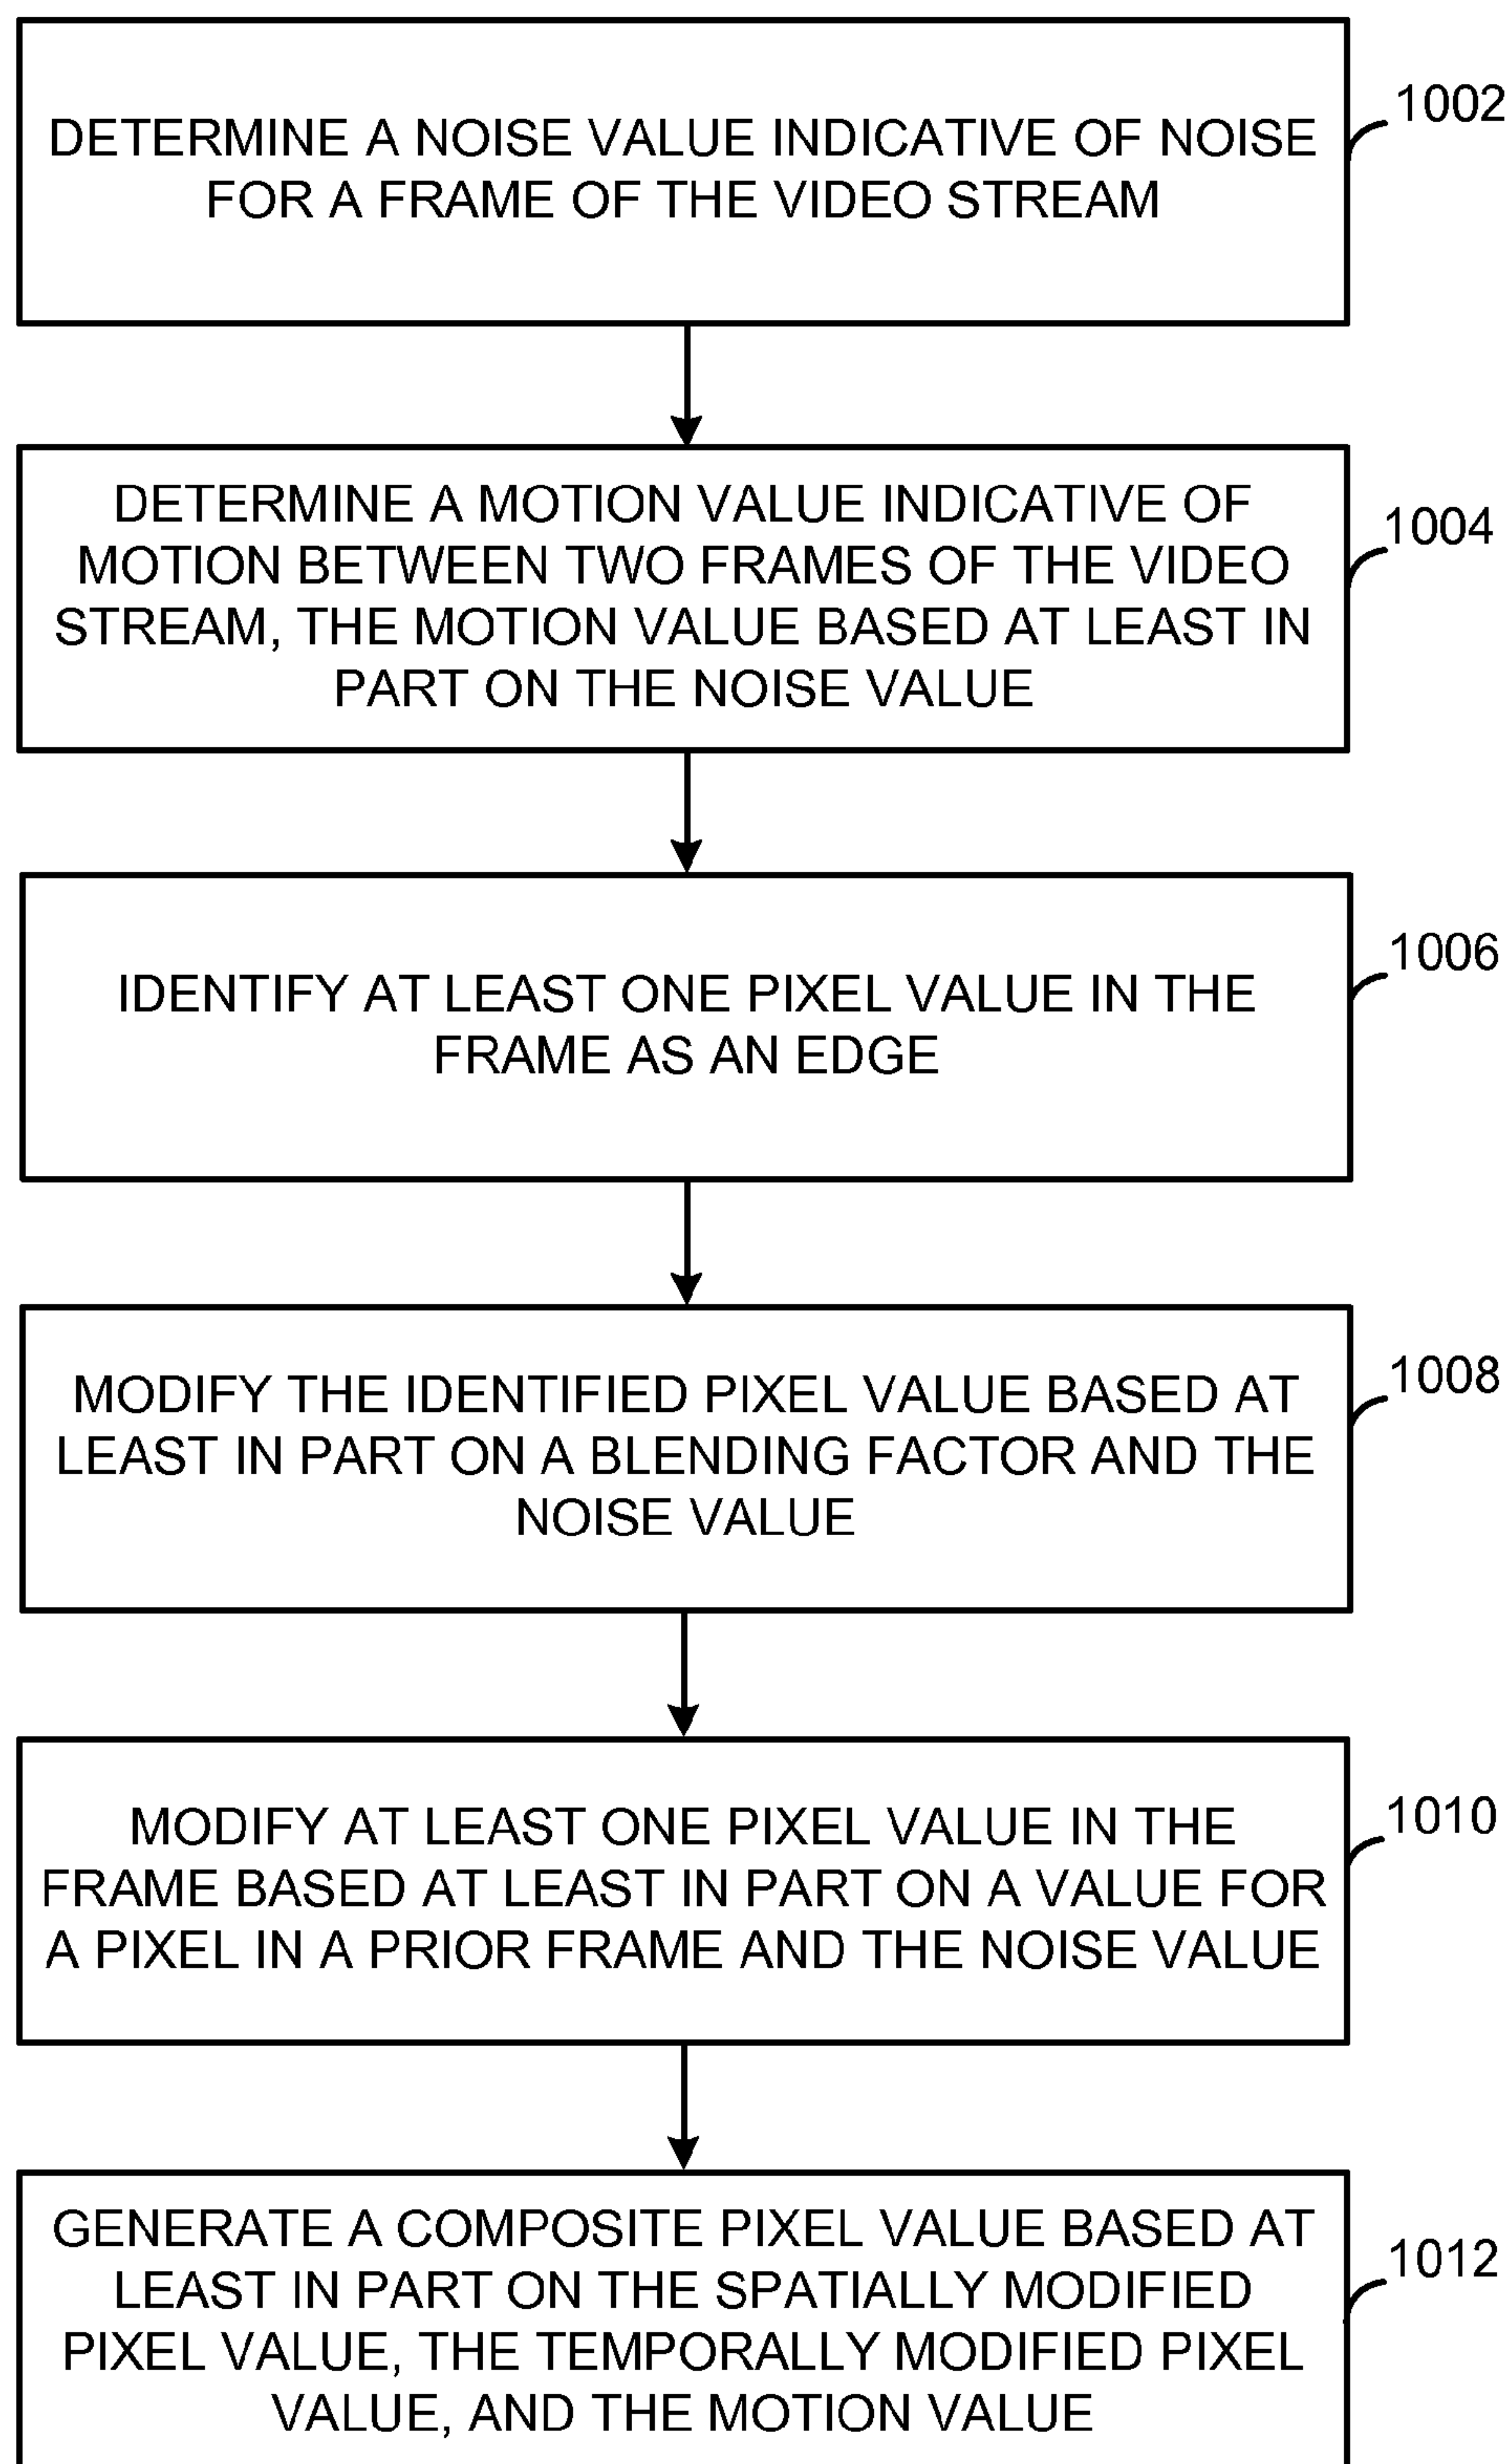 1002
DETERMINE A NOISE VALUE INDICATIVE OF NOISE
FOR A FRAME OF THE VIDEO STREAM
1004
DETERMINE A MOTION VALUE INDICATIVE OF
MOTION BETWEEN TWO FRAMES OF THE VIDEO
STREAM, THE MOTION VALUE BASED AT LEAST IN
PART ON THE NOISE VALUE
1006
IDENTIFY AT LEAST ONE PIXEL VALUE IN THE
FRAME AS AN EDGE
1008
MODIFY THE IDENTIFIED PIXEL VALUE BASED AT
LEAST IN PART ON A BLENDING FACTOR AND THE
NOISE VALUE
1010
MODIFY AT LEAST ONE PIXEL VALUE IN THE
FRAME BASED AT LEAST IN PART ON A VALUE FOR
A PIXEL IN A PRIOR FRAME AND THE NOISE VALUE
1012
GENERATE A COMPOSITE PIXEL VALUE BASED AT
LEAST IN PART ON THE SPATIALLY MODIFIED
PIXEL VALUE, THE TEMPORALLY MODIFIED PIXEL
VALUE, AND THE MOTION VALUE